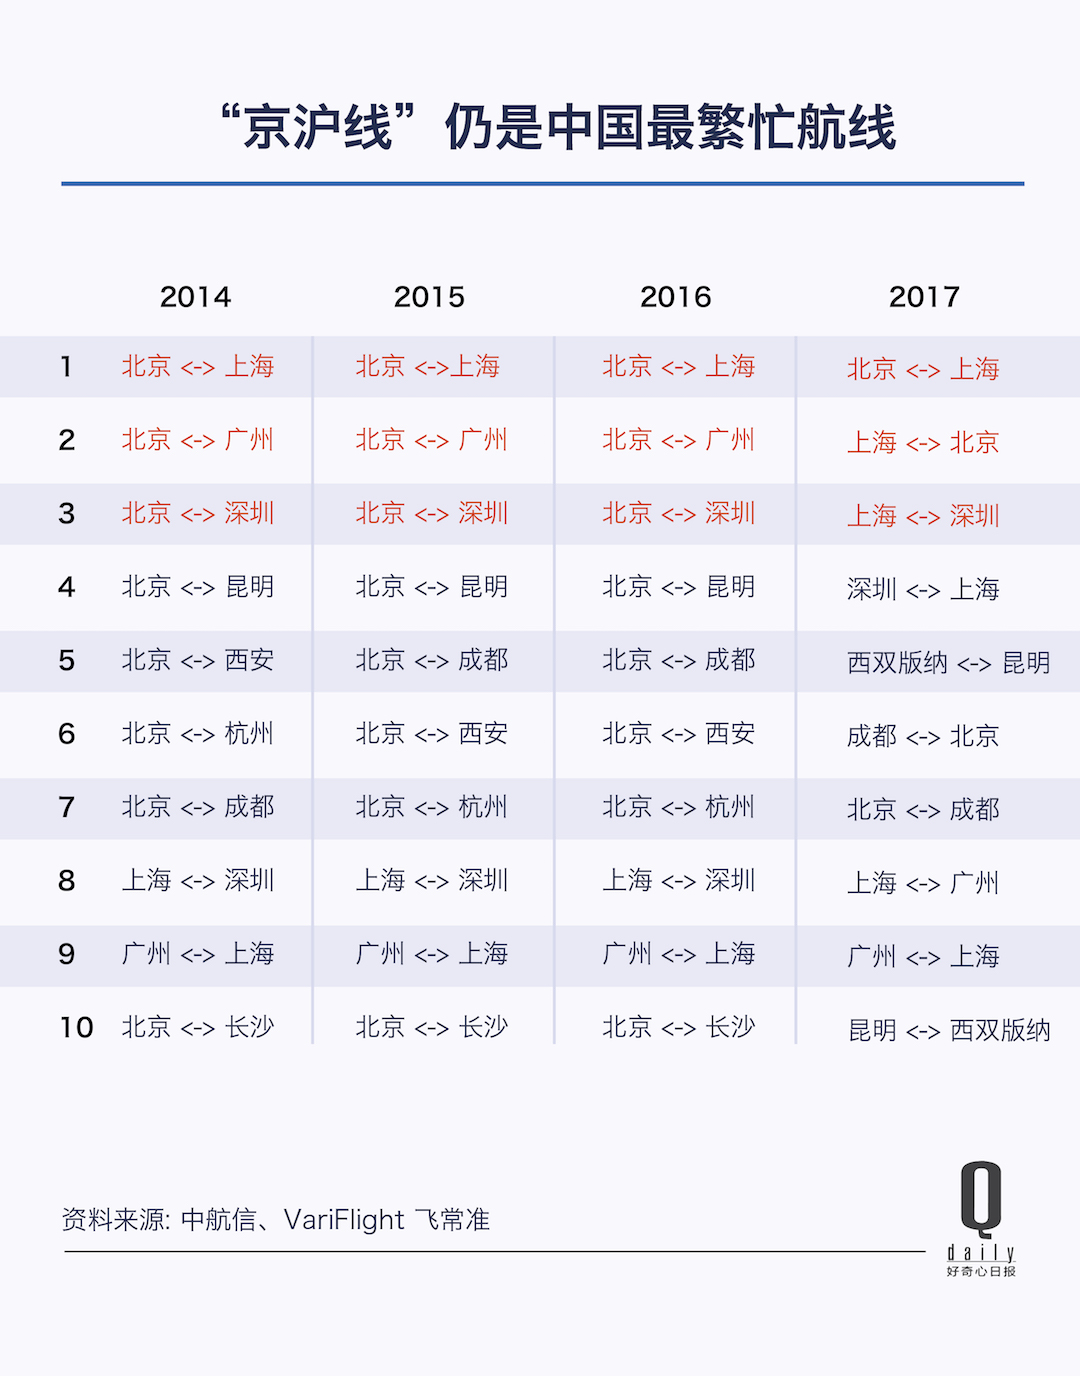 “京沪线”仍是中国最繁忙航线
2014 2015 2016 2017
1 北京 <-> 上海 北京 <->上海 北京 <-> 上海 北京 <-> 上海
2 北京 <-> 广州 北京 <-> 广州 北京 <-> 广州 上海 <-> 北京
3 北京 <-> 深圳 北京 <-> 深圳 北京 <-> 深圳 上海 <-> 深圳
4 北京 <-> 昆明 北京 <-> 昆明 北京 <-> 昆明 深圳 <-> 上海
5 北京 <-> 西安 北京 <-> 成都 北京 <-> 成都 西双版纳 <-> 昆明
6 北京 <-> 杭州 北京 <-> 西安 北京 <-> 西安 成都 <-> 北京
7 北京 <-> 成都 北京 <-> 杭州 北京 <-> 杭州 北京 <-> 成都
8 上海 <-> 深圳 上海 <-> 深圳 上海 <-> 深圳 上海 <-> 广州
9 广州 <-> 上海 广州 <-> 上海 广州 <-> 上海 广州 <-> 上海
10 北京 <-> 长沙 北京 <-> 长沙 北京 <-> 长沙 昆明 <-> 西双版纳
资料来源: 中航信、VariFlight 飞常准
Q
daily
好奇心日报